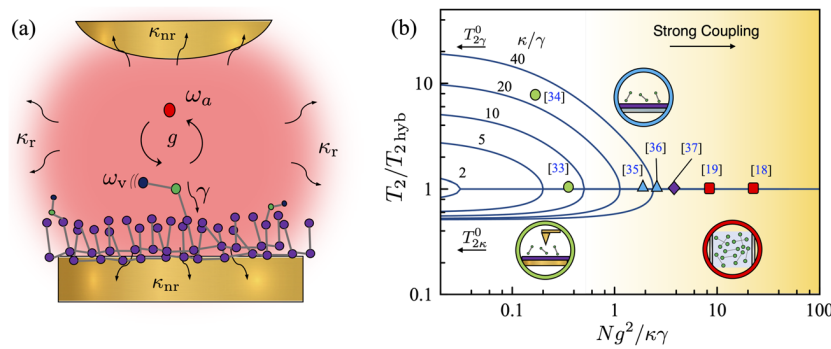 (a)
κnr
ωa
g
κr
κr
ωv
γ
κnr
κnr
(b)
T₂/T₂ hyb
10
1
0.1
T⁰₂γ
κ/γ
Strong Coupling
40
20
10
5
2
[34]
[33]
[35]
[36]
[37]
[19]
[18]
T⁰₂κ
0.1
1
10
100
Ng²/κγ